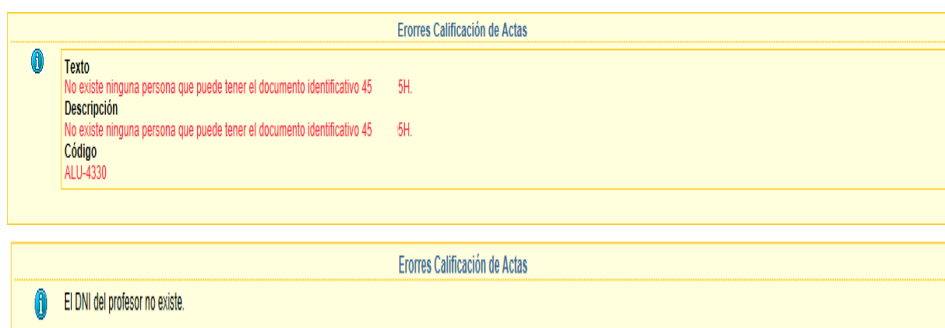 Erorres Calificación de Actas
Texto
No existe ninguna persona que puede tener el documento identificativo 45 5H.
Descripción
No existe ninguna persona que puede tener el documento identificativo 45 5H.
Código
ALU-4330
Erorres Calificación de Actas
El DNI del profesor no existe.